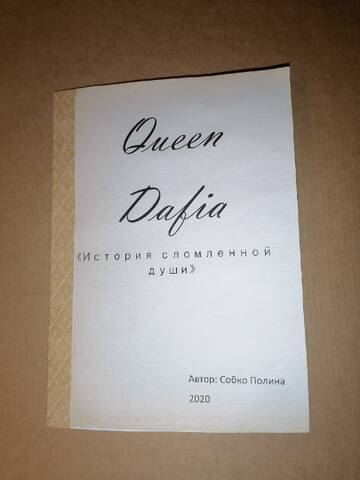 Queen
Dafia
《История сломленной
души》
Автор: Собко Полина
2020